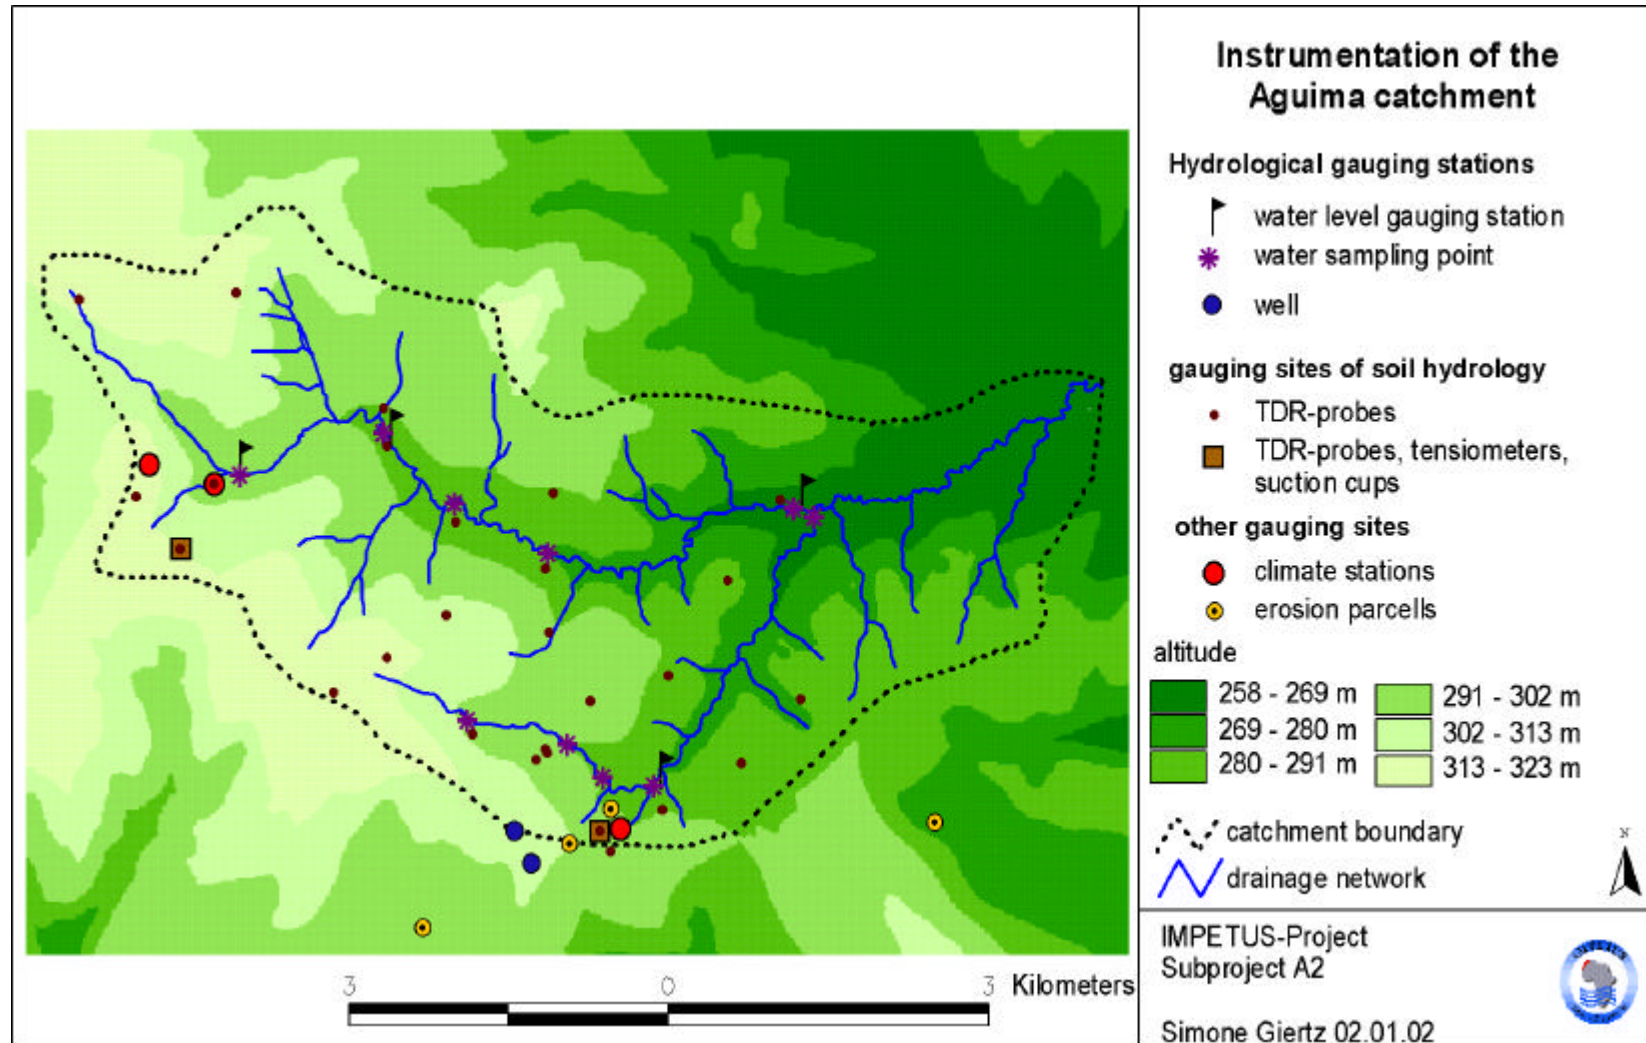 Instrumentation of the
Aguima catchment
Hydrological gauging stations
water level gauging station
water sampling point
well
gauging sites of soil hydrology
TDR-probes
TDR-probes, tensiometers,
suction cups
other gauging sites
climate stations
erosion parcells
altitude
258 - 269 m 291 - 302 m
269 - 280 m 302 - 313 m
280 - 291 m 313 - 323 m
catchment boundary
drainage network
N
IMPETUS-Project
Subproject A2
Simone Giertz 02.01.02
3 0 3 Kilometers